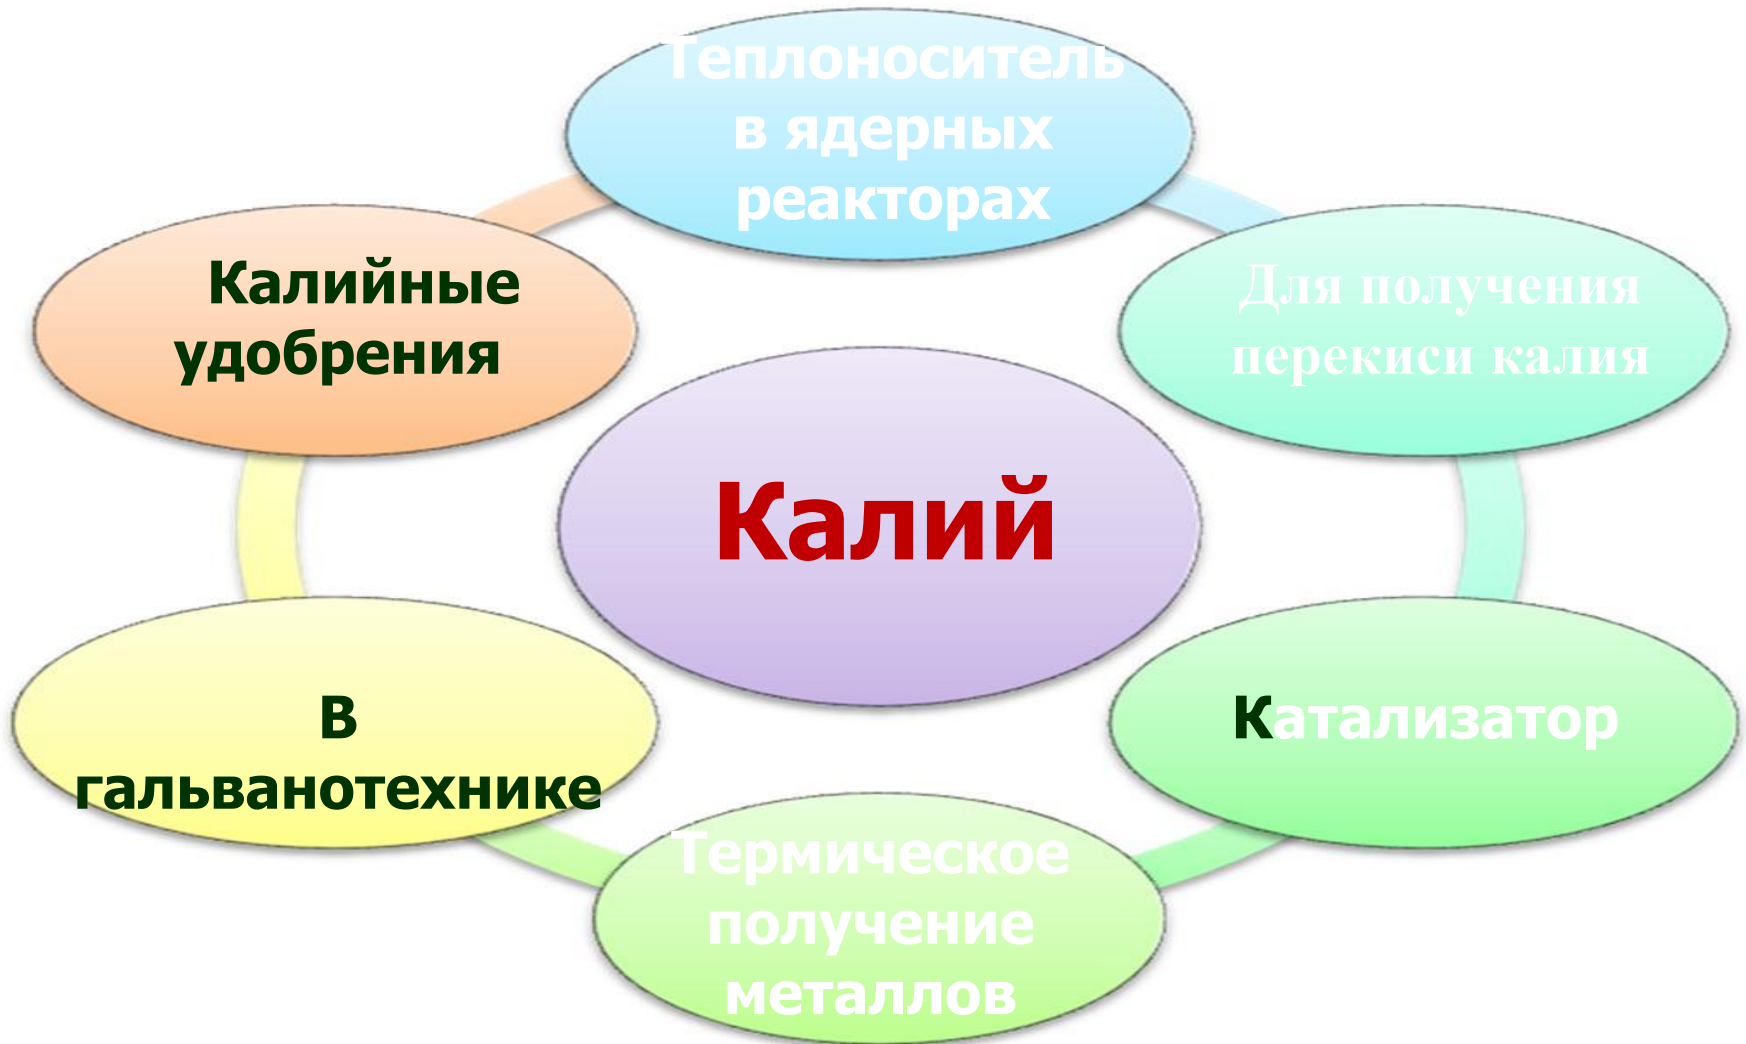 Теплоноситель
в ядерных
реакторах
Калийные
удобрения
Для получения
перекиси калия
Калий
В
гальванотехнике
Катализатор
Термическое
получение
металлов